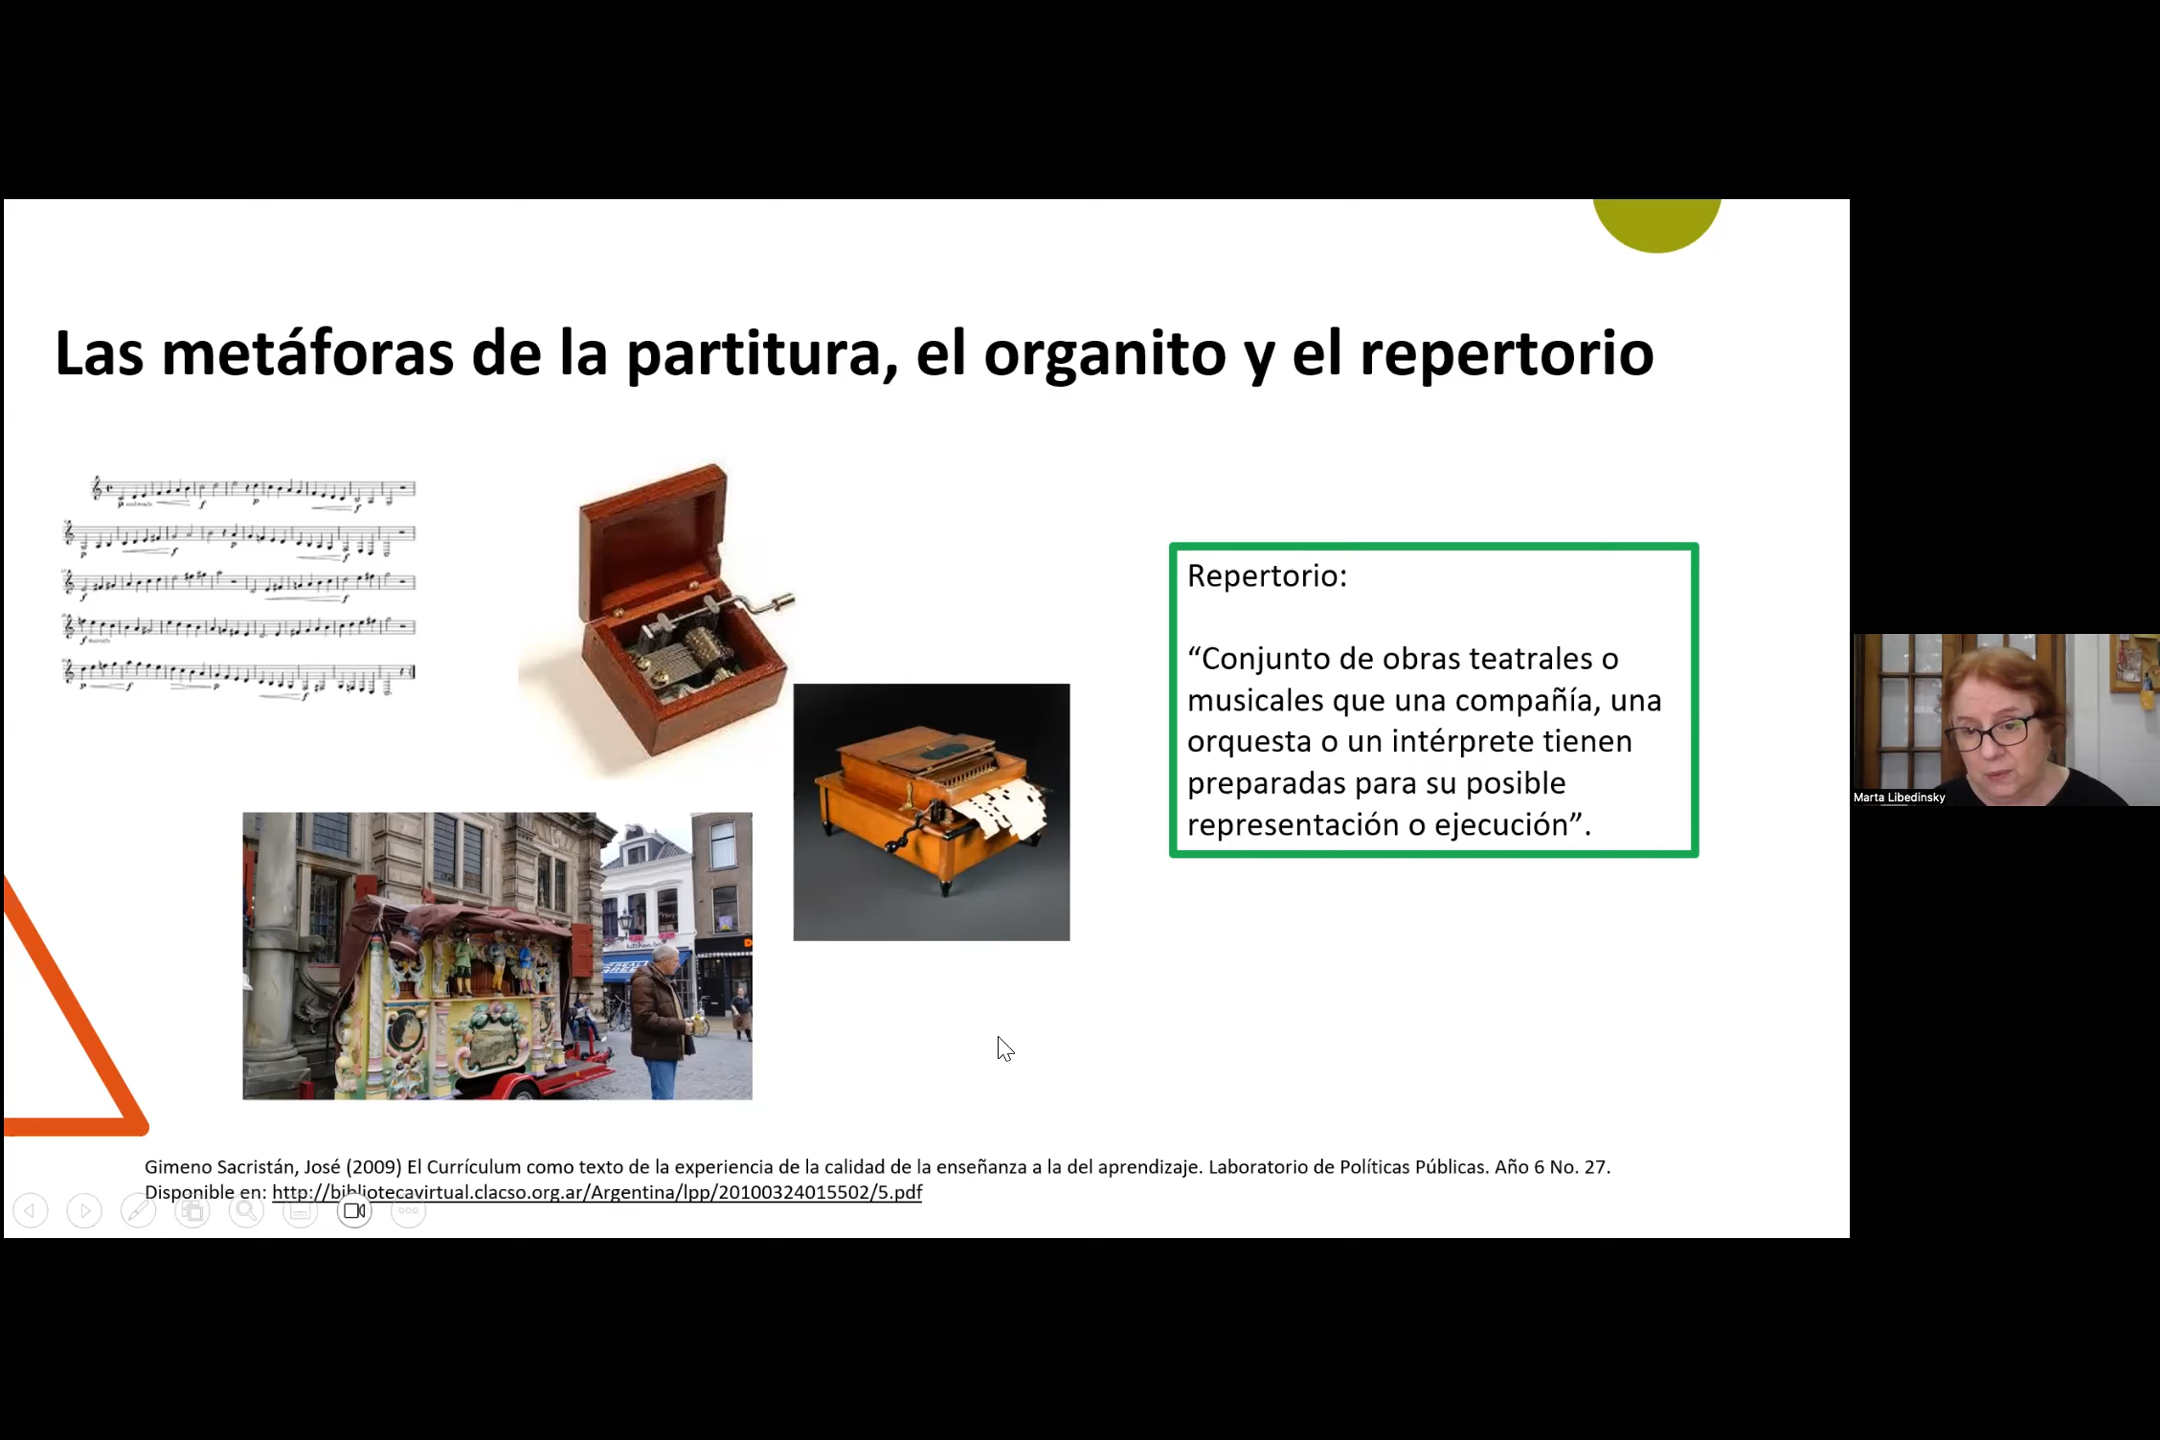 Las metáforas de la partitura, el organito y el repertorio
Repertorio:
“Conjunto de obras teatrales o
musicales que una compañía, una
orquesta o un intérprete tienen
preparadas para su posible
representación o ejecución”.
Marta Libedinsky
Gimeno Sacristán, José (2009) El Currículum como texto de la experiencia de la calidad de la enseñanza a la del aprendizaje. Laboratorio de Políticas Públicas. Año 6 No. 27.
Disponible en: http://bibliotecavirtual.clacso.org.ar/Argentina/lpp/20100324015502/5.pdf